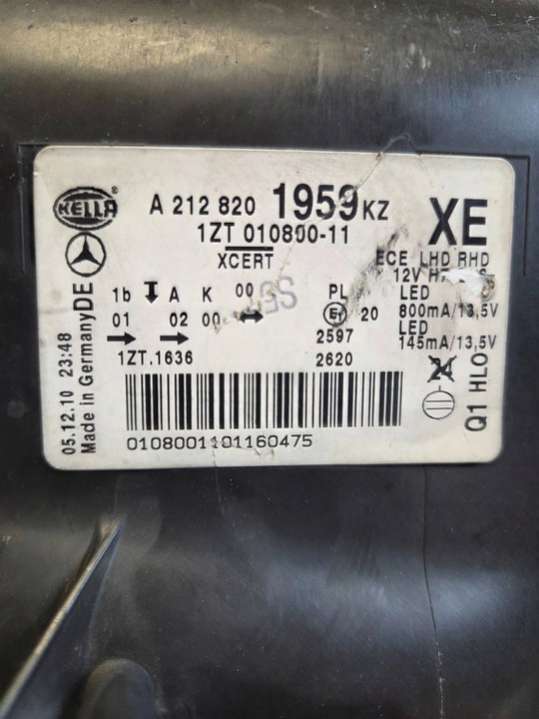 HELLA
A 212 820 1959 KZ XE
1ZT 010800-11
XCERT
ECE LHD RHD
12V
1b A K 00 PL LED
01 02 00 E1 20 800mA/13,5V
LED
2597 145mA/13,5V
1ZT.1636 2620
24
0108001101160475
05.12.10 23:48
Made in Germany DE
Q1 HLO